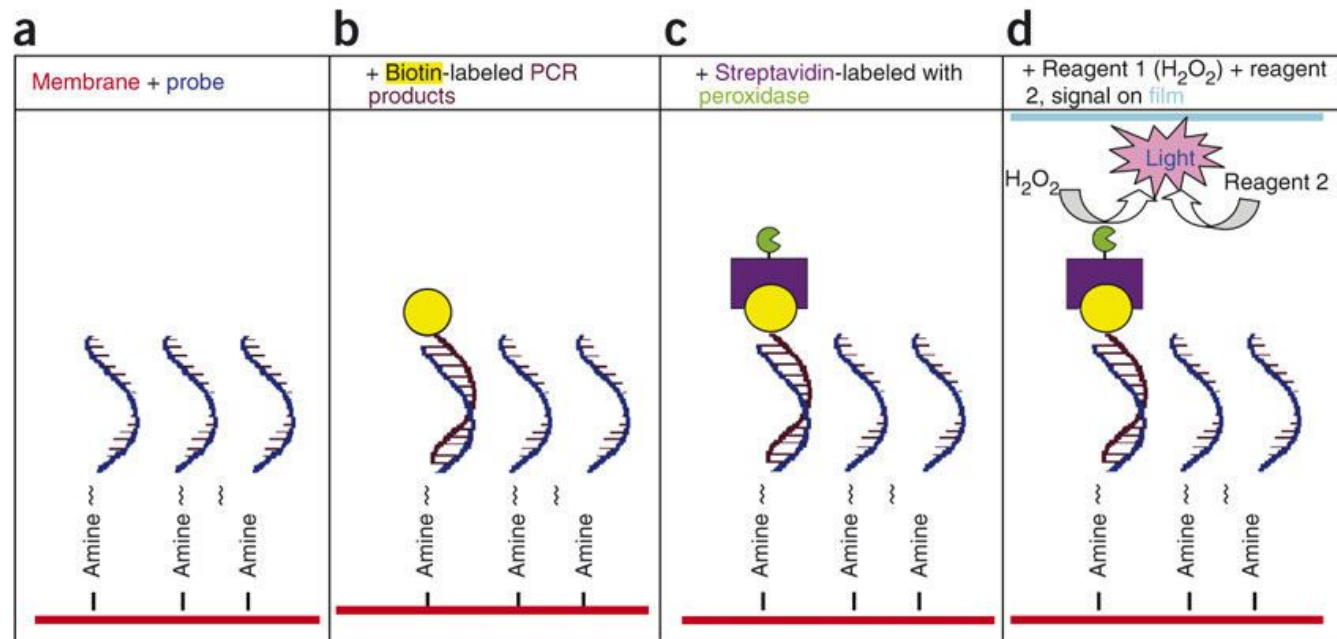 a
Membrane + probe
Amine
Amine
Amine
b
+ Biotin-labeled PCR
products
Amine
Amine
Amine
c
+ Streptavidin-labeled with
peroxidase
Amine
Amine
Amine
d
+ Reagent 1 (H₂O₂) + reagent
2, signal on film
Light
H₂O₂
Reagent 2
Amine
Amine
Amine